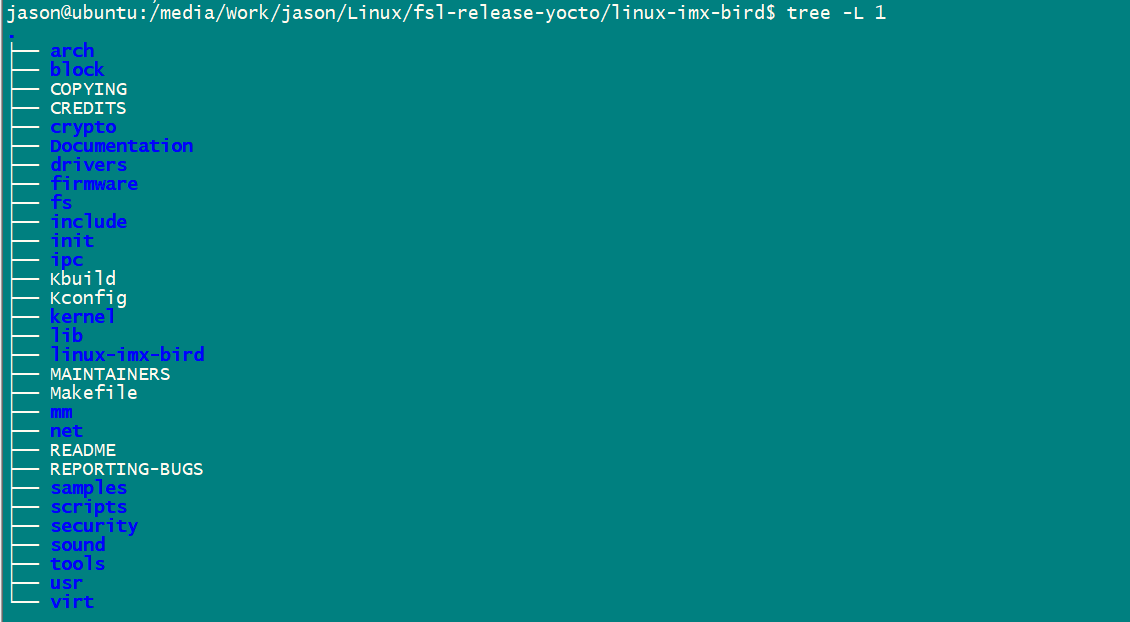 jason@ubuntu:/media/Work/jason/Linux/fsl-release-yocto/linux-imx-bird$ tree -L 1
.
├── arch
├── block
├── COPYING
├── CREDITS
├── crypto
├── Documentation
├── drivers
├── firmware
├── fs
├── include
├── init
├── ipc
├── Kbuild
├── Kconfig
├── kernel
├── lib
├── linux-imx-bird
├── MAINTAINERS
├── Makefile
├── mm
├── net
├── README
├── REPORTING-BUGS
├── samples
├── scripts
├── security
├── sound
├── tools
├── usr
└── virt